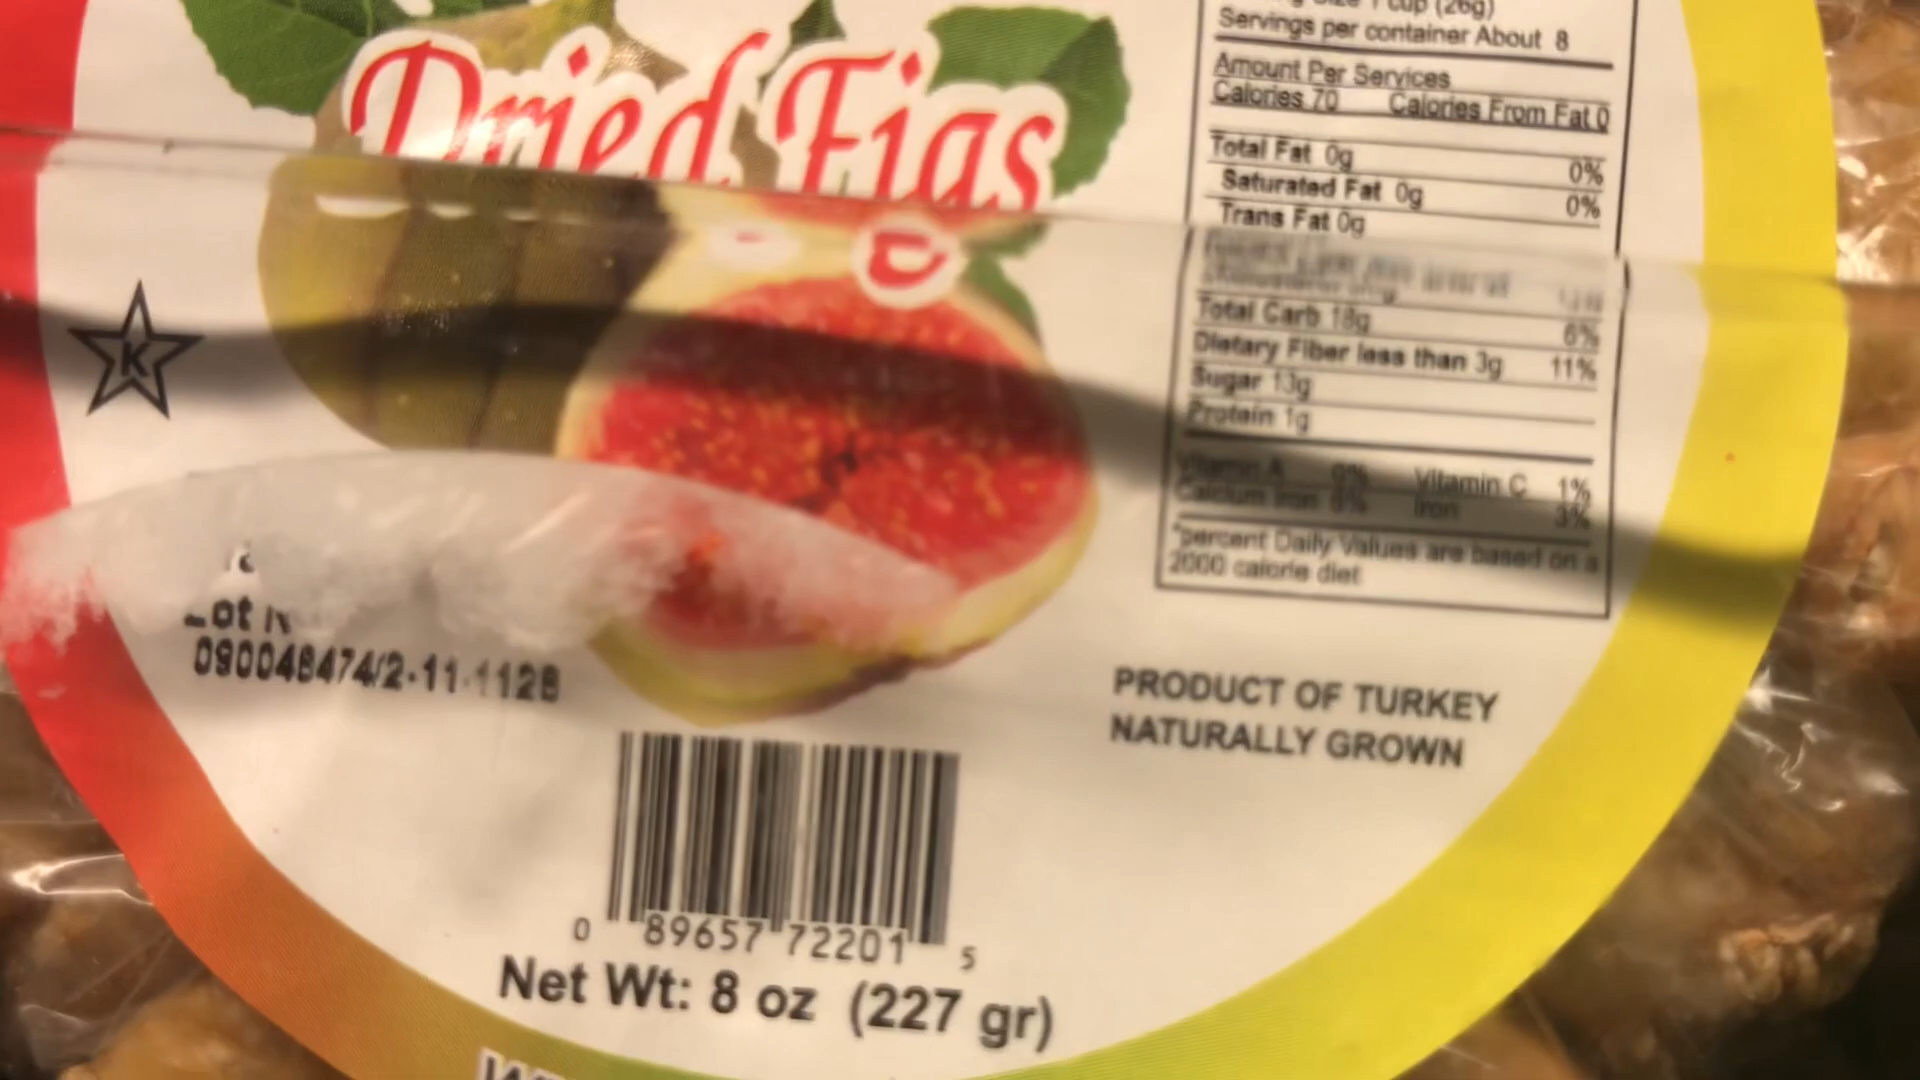 Dried Figs
1 cup (26g)
Servings per container About 8
Amount Per Services
Calories 70 Calories From Fat 0
Total Fat 0g 0%
Saturated Fat 0g 0%
Trans Fat 0g
Total Carb 18g 6%
Dietary Fiber less than 3g 11%
Sugar 13g
Protein 1g
Vitamin A 0% Vitamin C 1%
Calcium Iron 6% Iron 3%
*percent Daily Values are based on a
2000 calorie diet
K
090048474/2-11-1128
PRODUCT OF TURKEY
NATURALLY GROWN
0 89657 72201 5
Net Wt: 8 oz (227 gr)